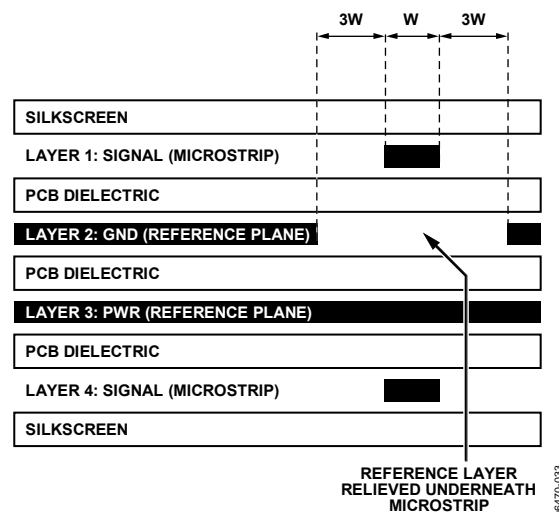 3W W 3W
SILKSCREEN
LAYER 1: SIGNAL (MICROSTRIP)
PCB DIELECTRIC
LAYER 2: GND (REFERENCE PLANE)
PCB DIELECTRIC
LAYER 3: PWR (REFERENCE PLANE)
PCB DIELECTRIC
LAYER 4: SIGNAL (MICROSTRIP)
SILKSCREEN
REFERENCE LAYER
RELIEVED UNDERNEATH
MICROSTRIP